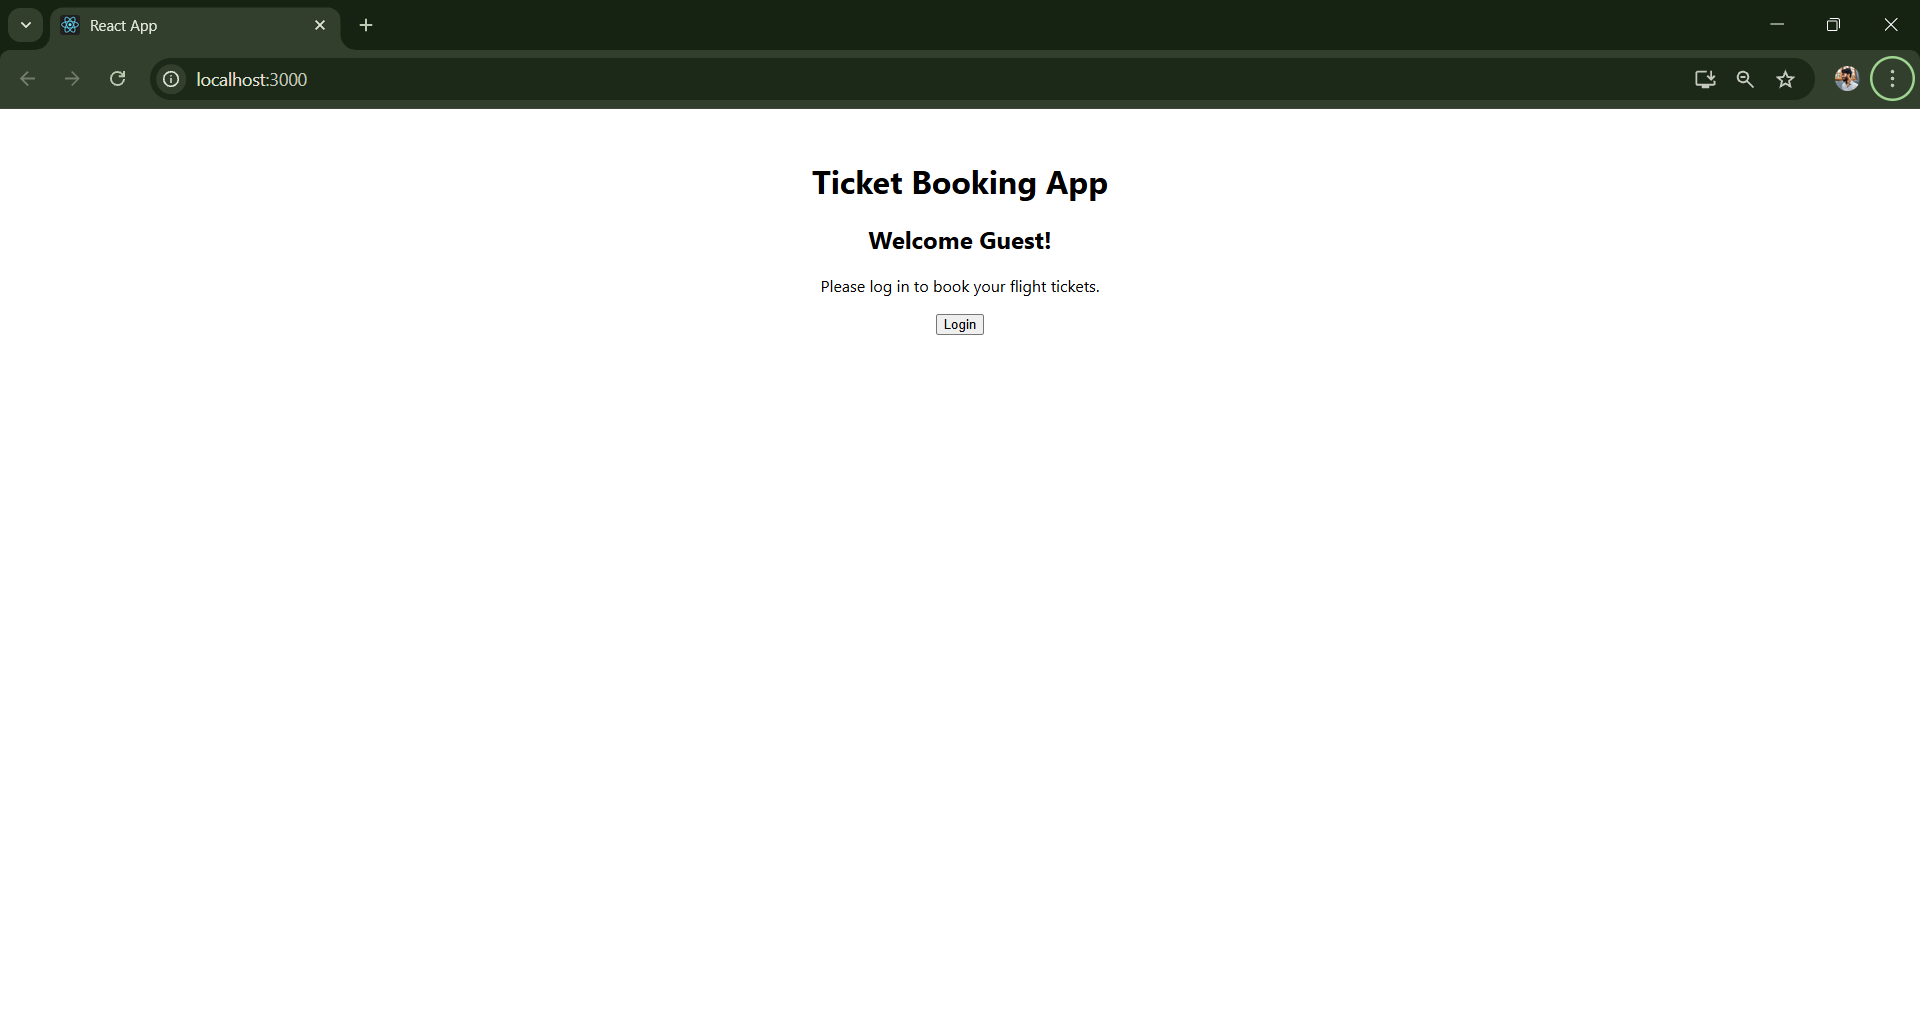 React App
localhost:3000
Ticket Booking App
Welcome Guest!
Please log in to book your flight tickets.
Login